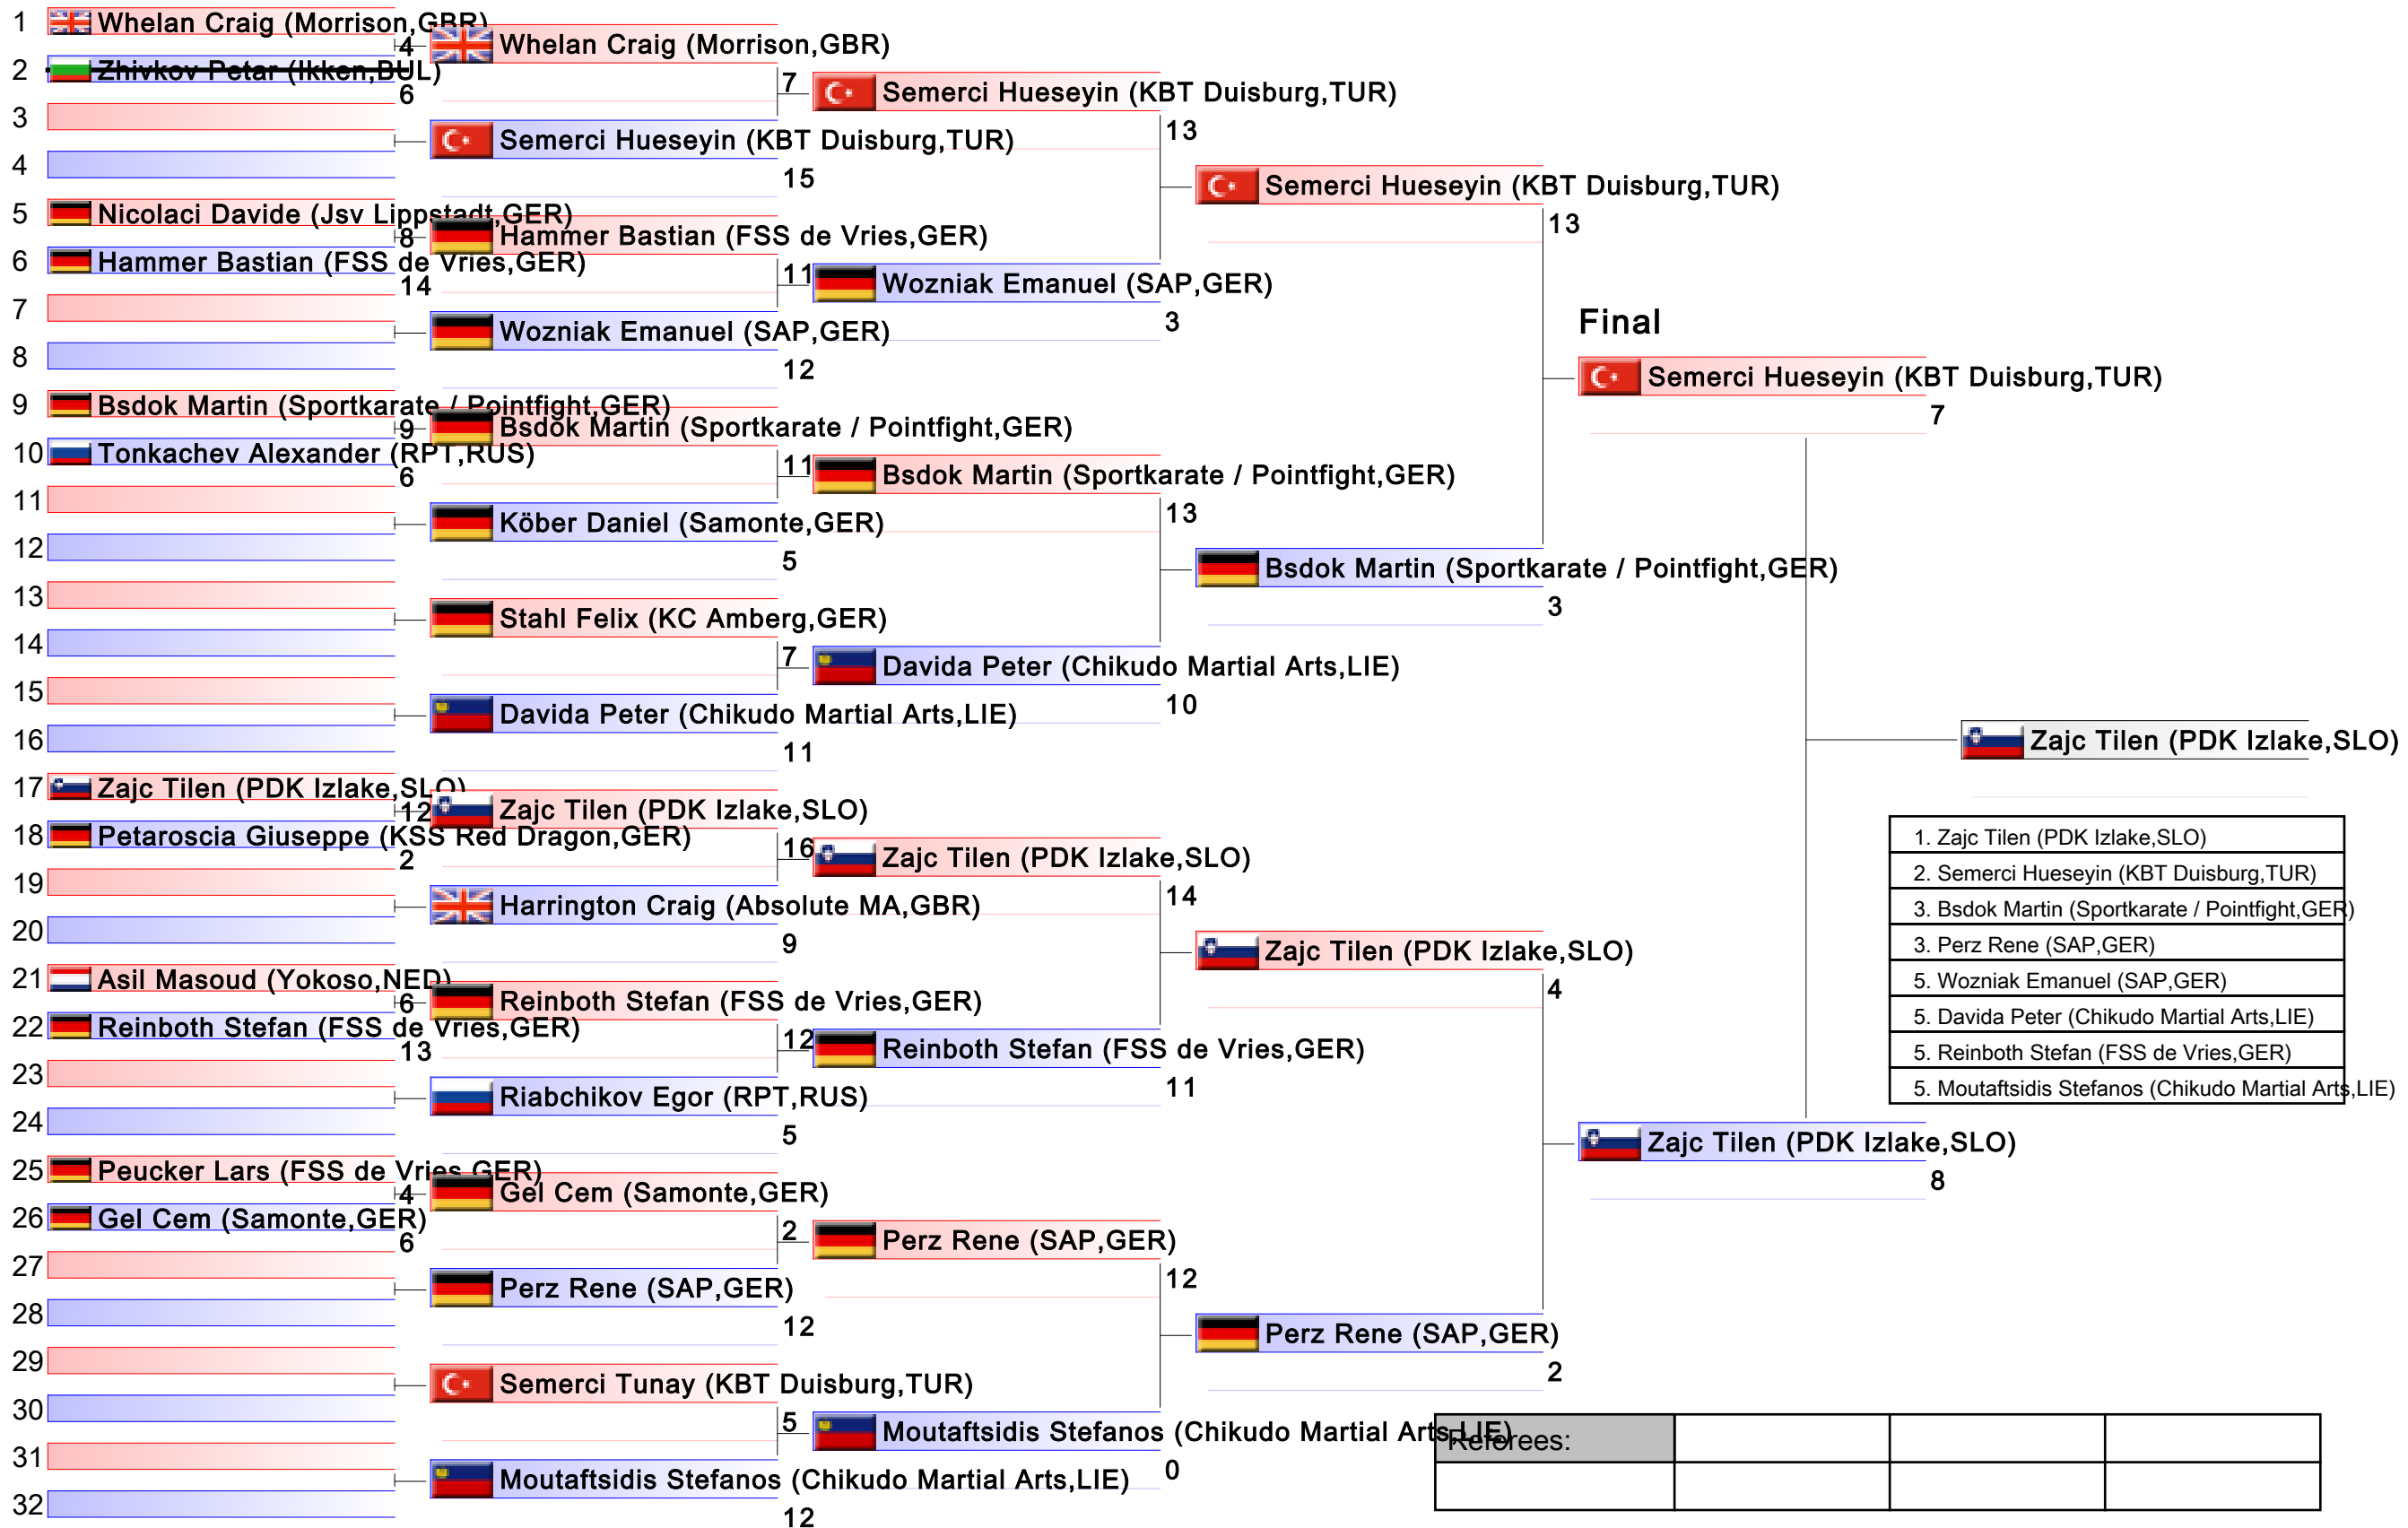 1 Whelan Craig (Morrison,GBR)
4
2 Zhivkov Petar (Ikken,BUL)
6
3
4
5 Nicolaci Davide (Jsv Lippstadt,GER)
8
6 Hammer Bastian (FSS de Vries,GER)
14
7
8
9 Bsdok Martin (Sportkarate / Pointfight,GER)
9
10 Tonkachev Alexander (RPT,RUS)
6
11
12
13
14
15
16
17 Zajc Tilen (PDK Izlake,SLO)
12
18 Petaroscia Giuseppe (KSS Red Dragon,GER)
2
19
20
21 Asil Masoud (Yokoso,NED)
6
22 Reinboth Stefan (FSS de Vries,GER)
13
23
24
25 Peucker Lars (FSS de Vries,GER)
4
26 Gel Cem (Samonte,GER)
6
27
28
29
30
31
32
Whelan Craig (Morrison,GBR)
7
Semerci Hueseyin (KBT Duisburg,TUR)
15
Hammer Bastian (FSS de Vries,GER)
11
Wozniak Emanuel (SAP,GER)
12
Bsdok Martin (Sportkarate / Pointfight,GER)
11
Köber Daniel (Samonte,GER)
5
Stahl Felix (KC Amberg,GER)
7
Davida Peter (Chikudo Martial Arts,LIE)
11
Zajc Tilen (PDK Izlake,SLO)
16
Harrington Craig (Absolute MA,GBR)
9
Reinboth Stefan (FSS de Vries,GER)
12
Riabchikov Egor (RPT,RUS)
5
Gel Cem (Samonte,GER)
2
Perz Rene (SAP,GER)
12
Semerci Tunay (KBT Duisburg,TUR)
5
Moutaftsidis Stefanos (Chikudo Martial Arts,LIE)
12
Semerci Hueseyin (KBT Duisburg,TUR)
13
Wozniak Emanuel (SAP,GER)
3
Bsdok Martin (Sportkarate / Pointfight,GER)
13
Davida Peter (Chikudo Martial Arts,LIE)
10
Zajc Tilen (PDK Izlake,SLO)
14
Reinboth Stefan (FSS de Vries,GER)
11
Perz Rene (SAP,GER)
12
Moutaftsidis Stefanos (Chikudo Martial Arts,LIE)
0
Semerci Hueseyin (KBT Duisburg,TUR)
13
Bsdok Martin (Sportkarate / Pointfight,GER)
3
Zajc Tilen (PDK Izlake,SLO)
4
Perz Rene (SAP,GER)
2
Final
Semerci Hueseyin (KBT Duisburg,TUR)
7
Zajc Tilen (PDK Izlake,SLO)
8
Zajc Tilen (PDK Izlake,SLO)
1. Zajc Tilen (PDK Izlake,SLO)
2. Semerci Hueseyin (KBT Duisburg,TUR)
3. Bsdok Martin (Sportkarate / Pointfight,GER)
3. Perz Rene (SAP,GER)
5. Wozniak Emanuel (SAP,GER)
5. Davida Peter (Chikudo Martial Arts,LIE)
5. Reinboth Stefan (FSS de Vries,GER)
5. Moutaftsidis Stefanos (Chikudo Martial Arts,LIE)
Referees: